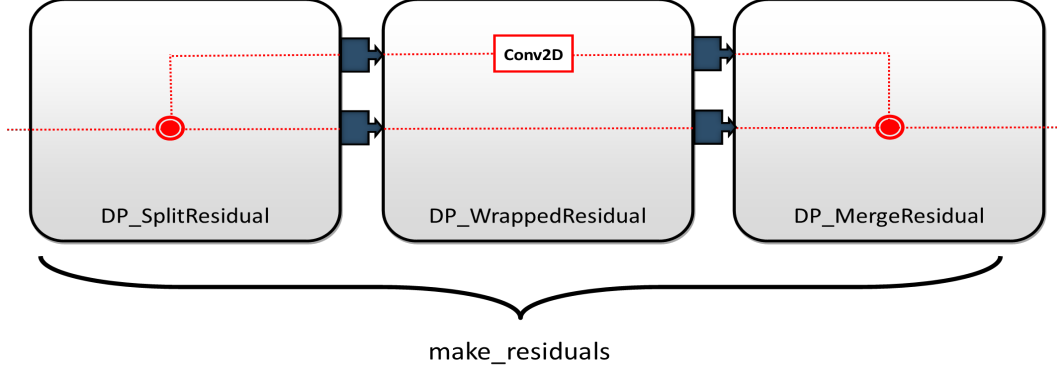 Conv2D
DP_SplitResidual
DP_WrappedResidual
DP_MergeResidual
make_residuals